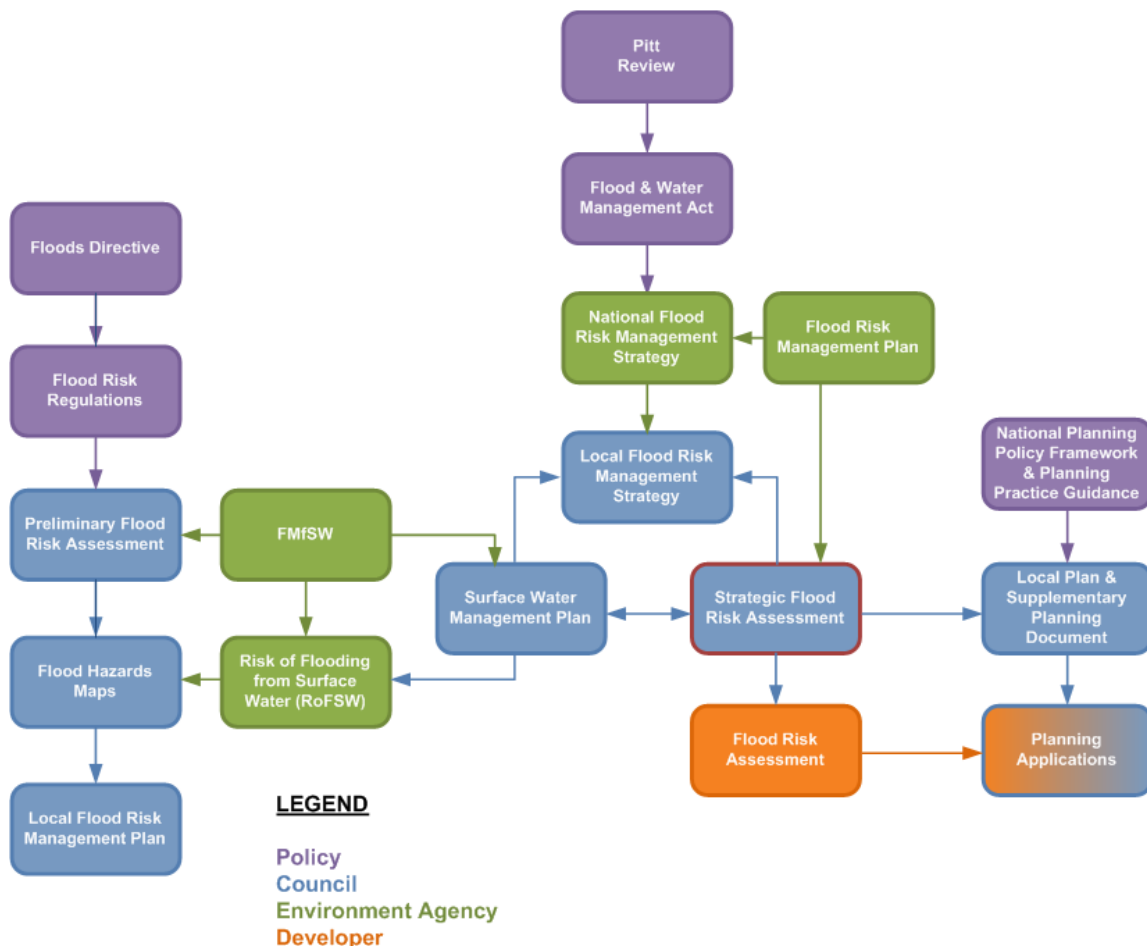 Pitt
Review
Flood & Water
Management Act
Floods Directive
National Flood
Risk Management
Strategy
Flood Risk
Management Plan
Flood Risk
Regulations
Local Flood Risk
Management
Strategy
National Planning
Policy Framework
& Planning
Practice Guidance
Preliminary Flood
Risk Assessment
FMfSW
Surface Water
Management Plan
Strategic Flood
Risk Assessment
Local Plan &
Supplementary
Planning
Document
Flood Hazards
Maps
Risk of Flooding
from Surface
Water (RoFSW)
Flood Risk
Assessment
Planning
Applications
Local Flood Risk
Management Plan
LEGEND
Policy
Council
Environment Agency
Developer